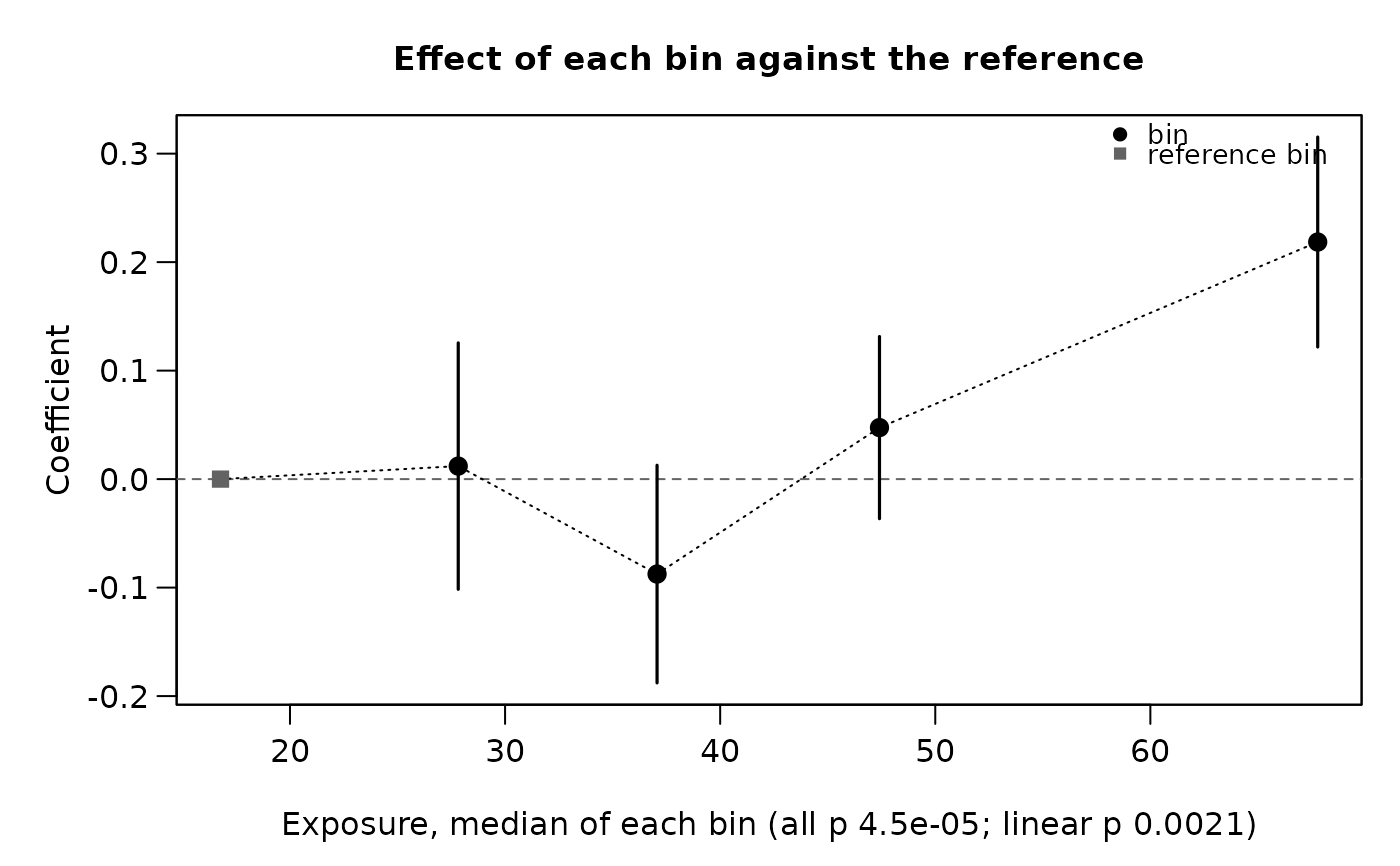 Effect of each bin against the reference
bin
reference bin
Coefficient
0.3
0.2
0.1
0.0
-0.1
-0.2
20 30 40 50 60
Exposure, median of each bin (all p 4.5e-05; linear p 0.0021)